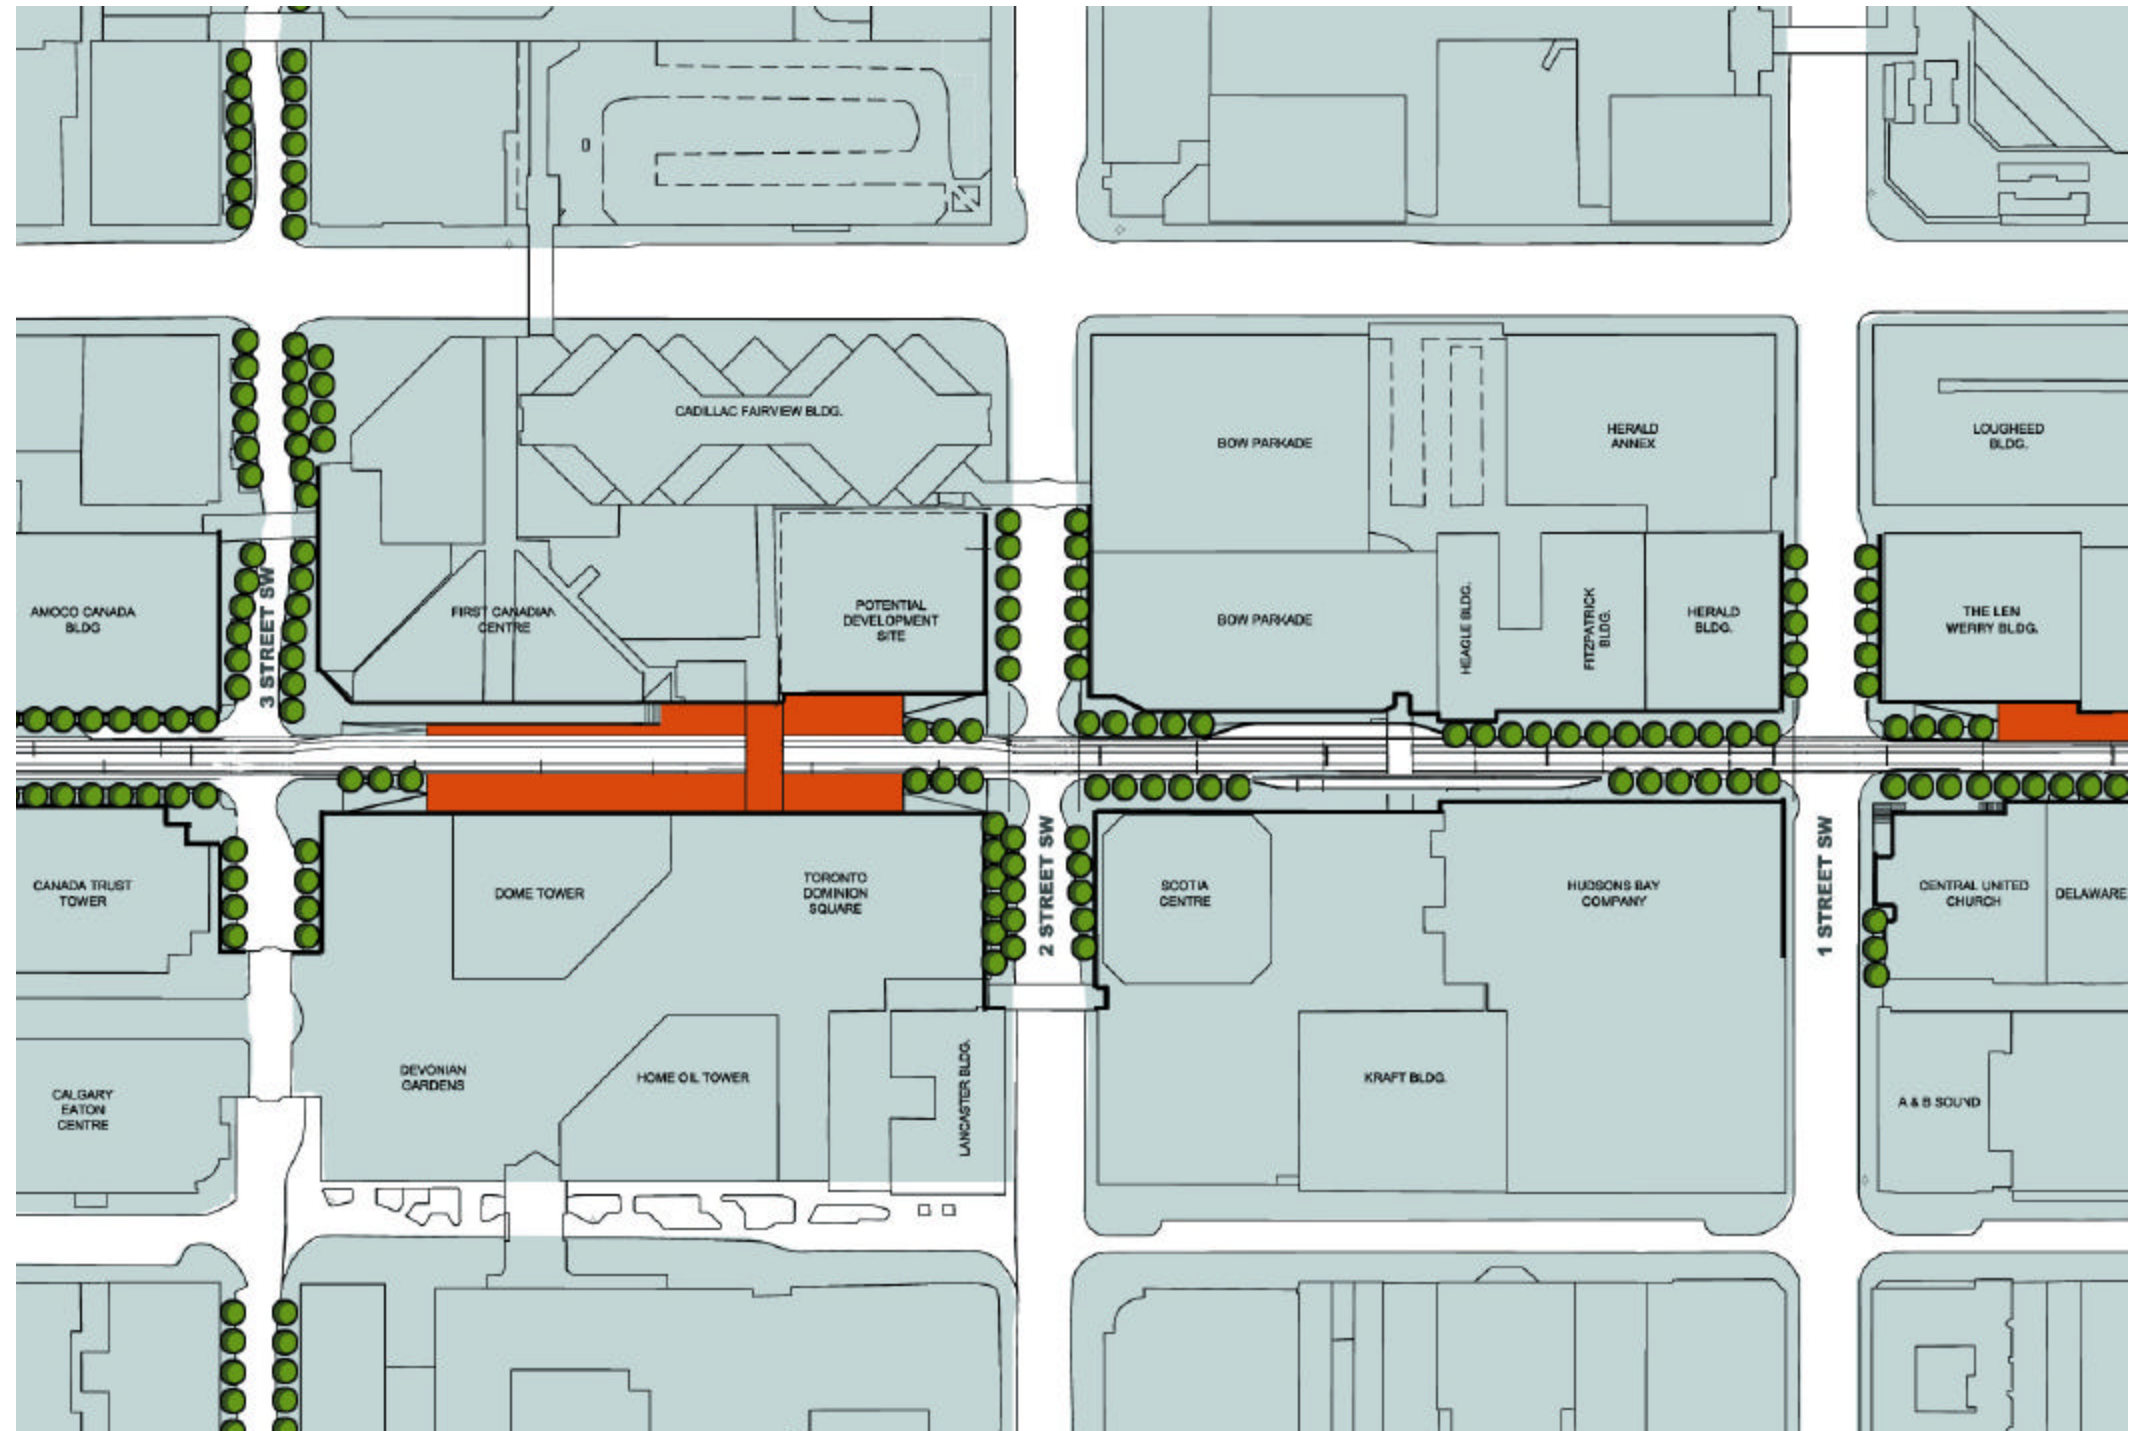 CADILLAC FAIRVIEW BLDG.
BOW PARKADE
HERALD
ANNEX
LOUGHEED
BLDG.
AMOCO CANADA
BLDG
3 STREET SW
FIRST CANADIAN
CENTRE
POTENTIAL
DEVELOPMENT
SITE
BOW PARKADE
HEAGLE BLDG.
FITZPATRICK
BLDG.
HERALD
BLDG.
THE LEN
WERRY BLDG.
CANADA TRUST
TOWER
DOME TOWER
TORONTO
DOMINION
SQUARE
2 STREET SW
SCOTIA
CENTRE
HUDSONS BAY
COMPANY
1 STREET SW
CENTRAL UNITED
CHURCH
DELAWARE
CALGARY
EATON
CENTRE
DEVONIAN
GARDENS
HOME OIL TOWER
LANCASTER BLDG.
KRAFT BLDG.
A & B SOUND